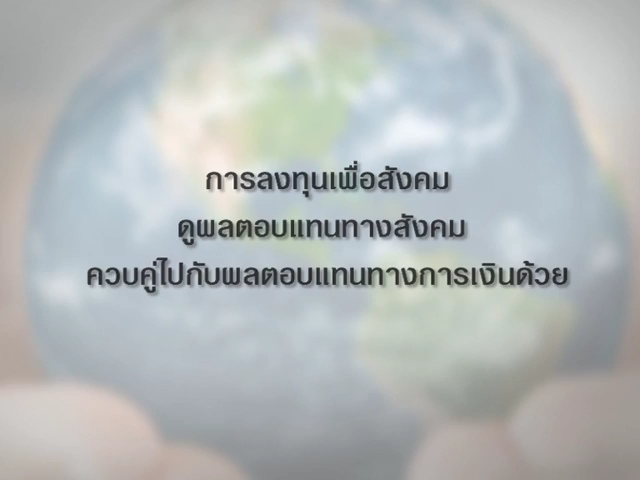 การลงทุนเพื่อสังคม
ดูผลตอบแทนทางสังคม
ควบคู่ไปกับผลตอบแทนทางการเงินด้วย